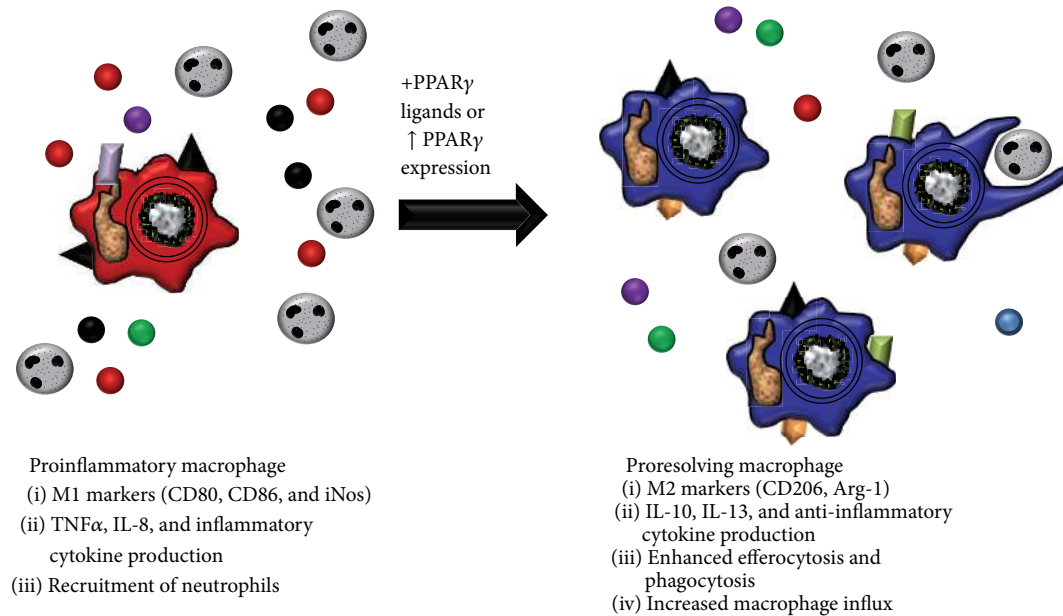 +PPARγ
ligands or
↑ PPARγ
expression
Proinflammatory macrophage
(i) M1 markers (CD80, CD86, and iNos)
(ii) TNFα, IL-8, and inflammatory
cytokine production
(iii) Recruitment of neutrophils
Proresolving macrophage
(i) M2 markers (CD206, Arg-1)
(ii) IL-10, IL-13, and anti-inflammatory
cytokine production
(iii) Enhanced efferocytosis and
phagocytosis
(iv) Increased macrophage influx